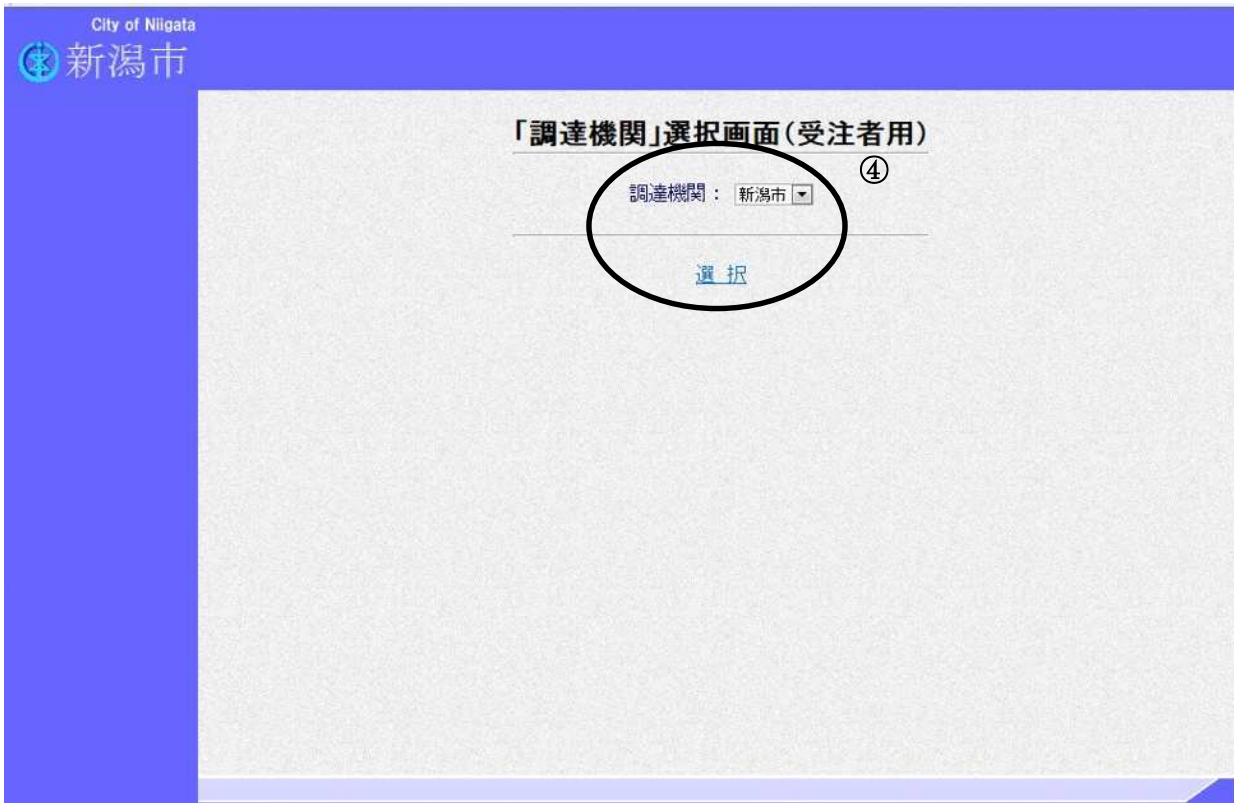 City of Niigata
新潟市
「調達機関」選択画面（受注者用）
④
調達機関： 新潟市
選 択